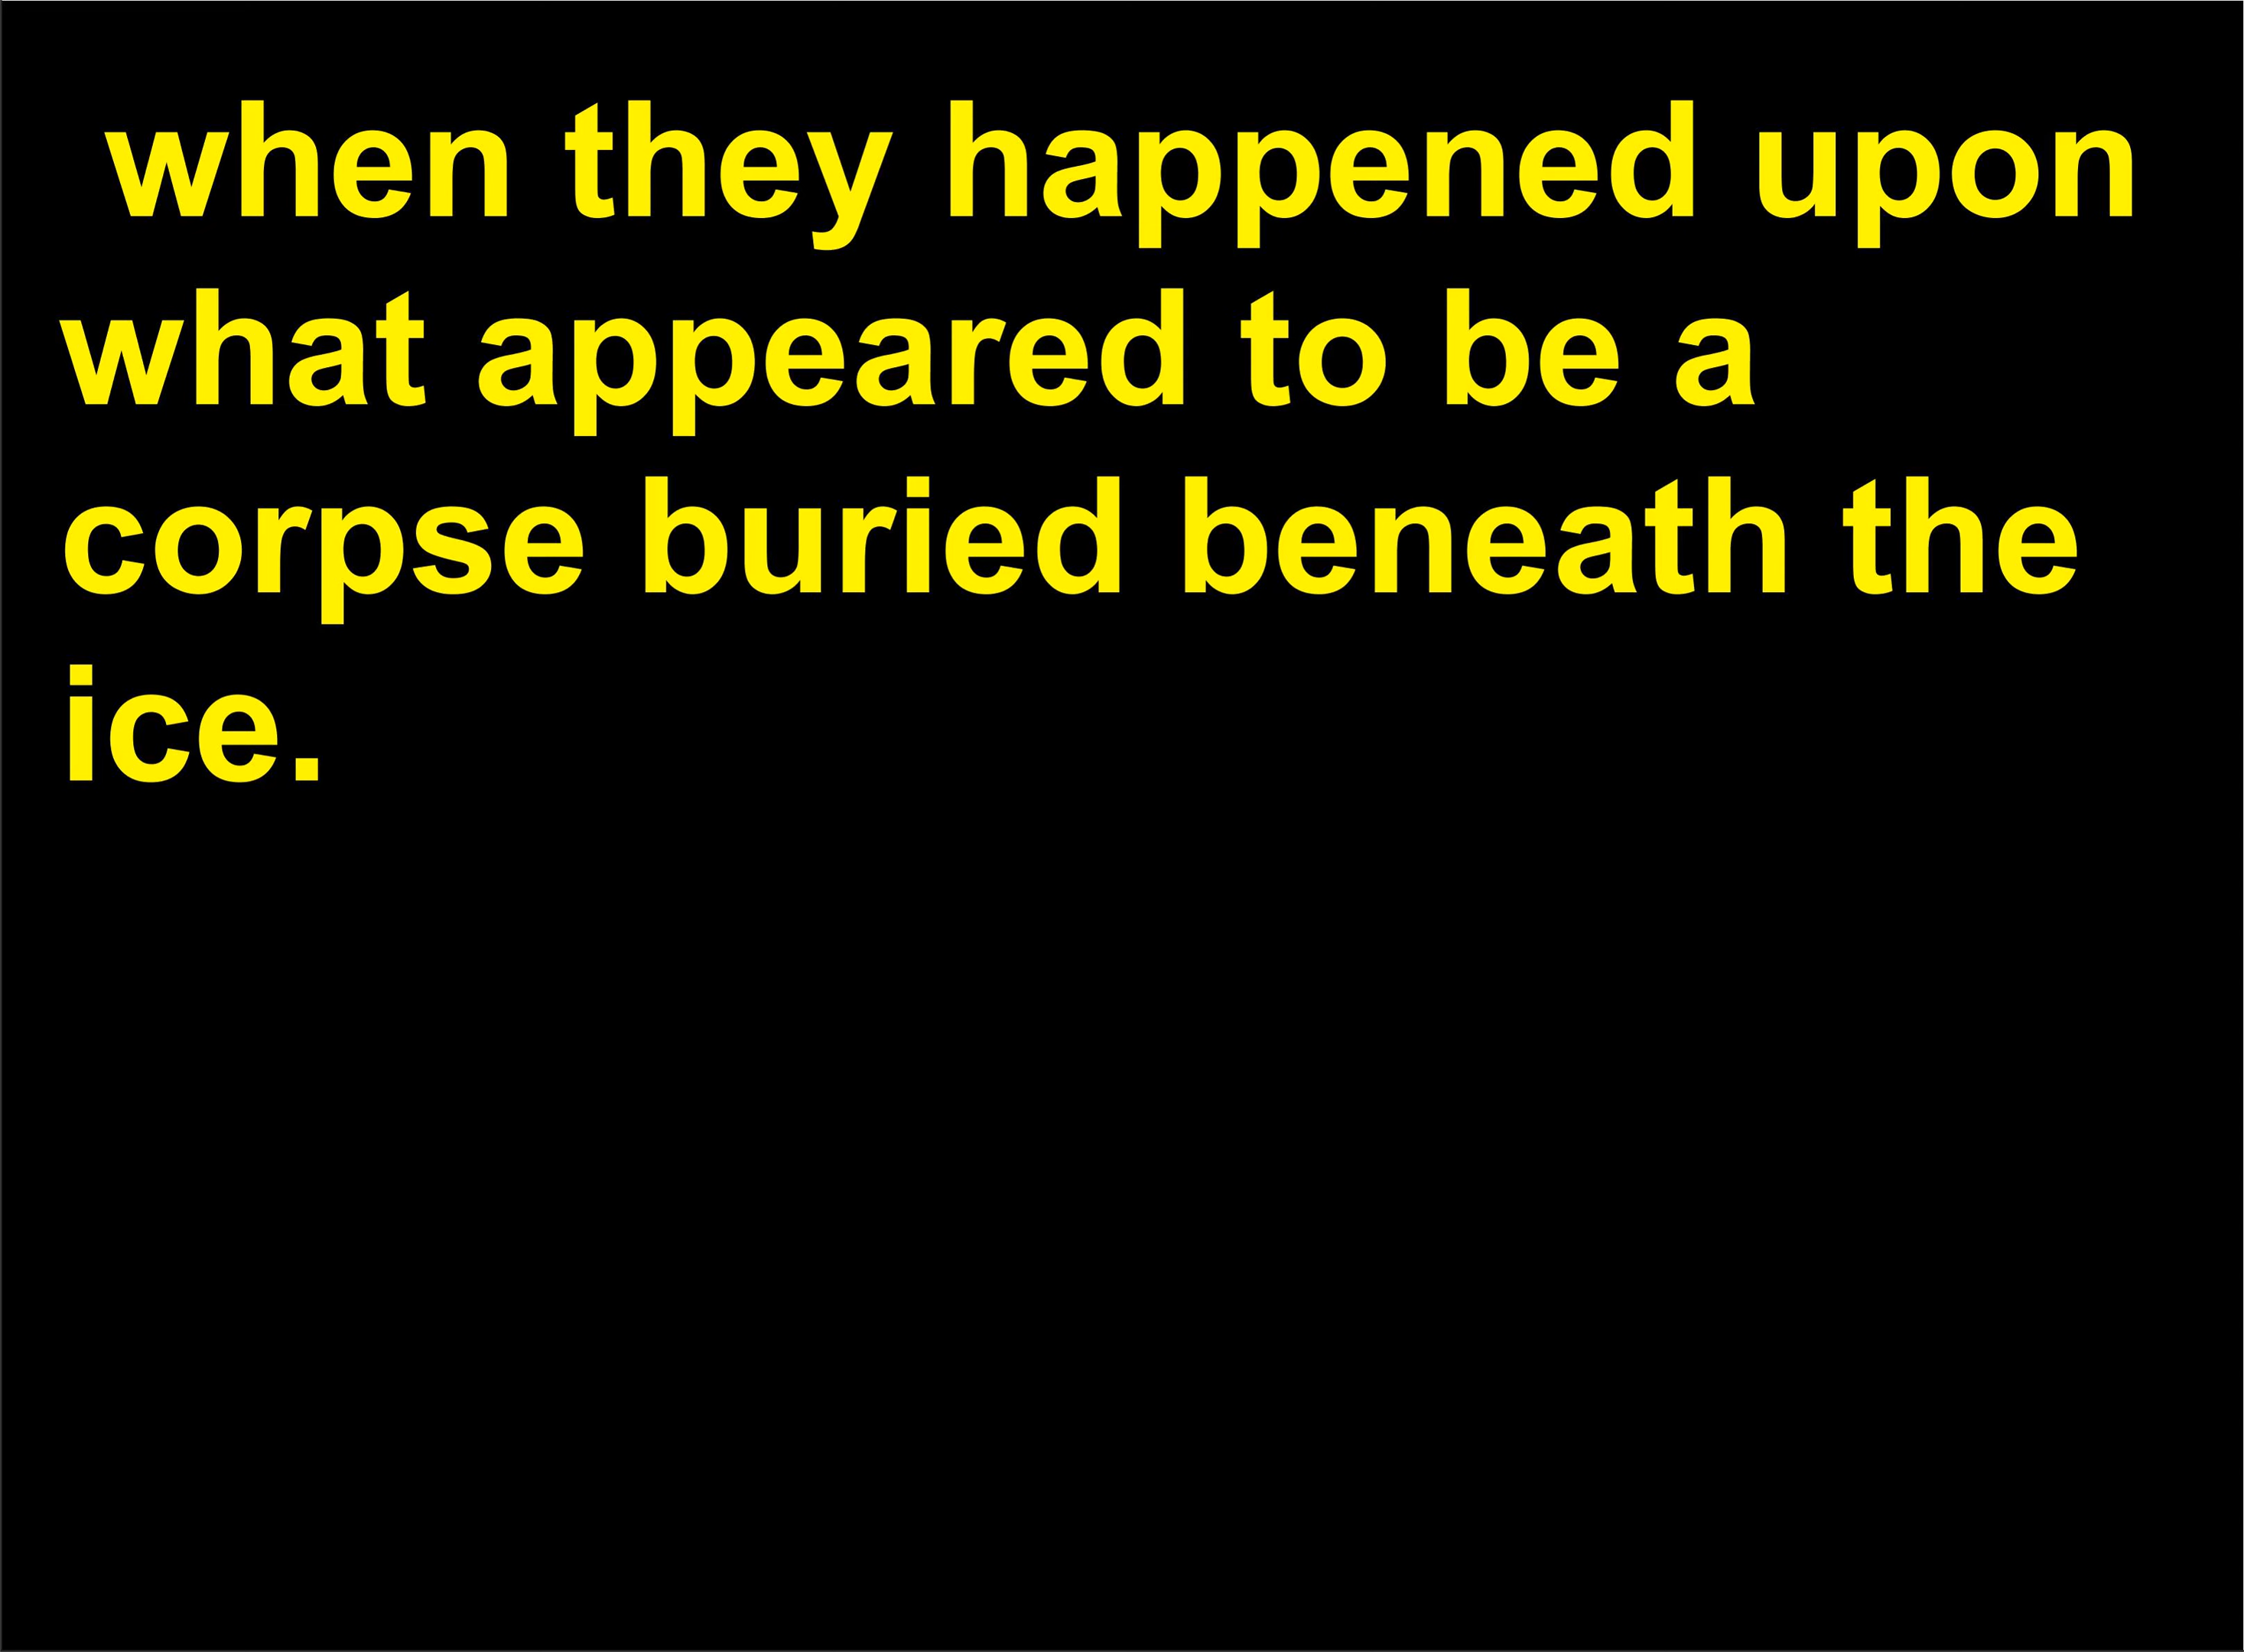 when they happened upon
what appeared to be a
corpse buried beneath the
ice.